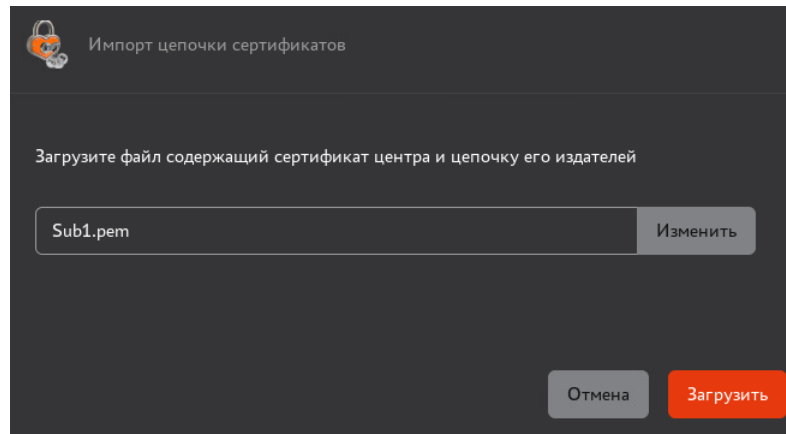 Импорт цепочки сертификатов
Загрузите файл содержащий сертификат центра и цепочку его издателей
Sub1.pem
Изменить
Отмена
Загрузить